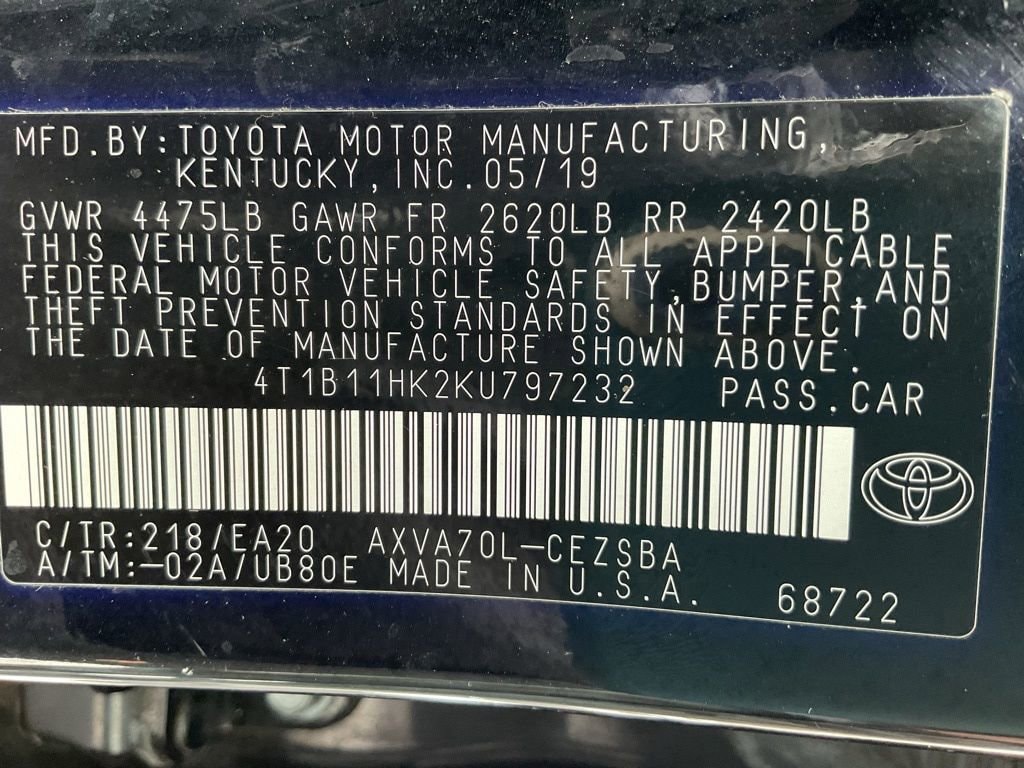 MFD.BY:TOYOTA MOTOR MANUFACTURING,
KENTUCKY,INC.05/19
GVWR 4475LB GAWR FR 2620LB RR 2420LB
THIS VEHICLE CONFORMS TO ALL APPLICABLE
FEDERAL MOTOR VEHICLE SAFETY,BUMPER,AND
THEFT PREVENTION STANDARDS IN EFFECT ON
THE DATE OF MANUFACTURE SHOWN ABOVE.
4T1B11HK2KU797232 PASS.CAR
C/TR:218/EA20 AXVA70L-CEZSBA
A/TM:-02A/UB80E MADE IN U.S.A. 68722